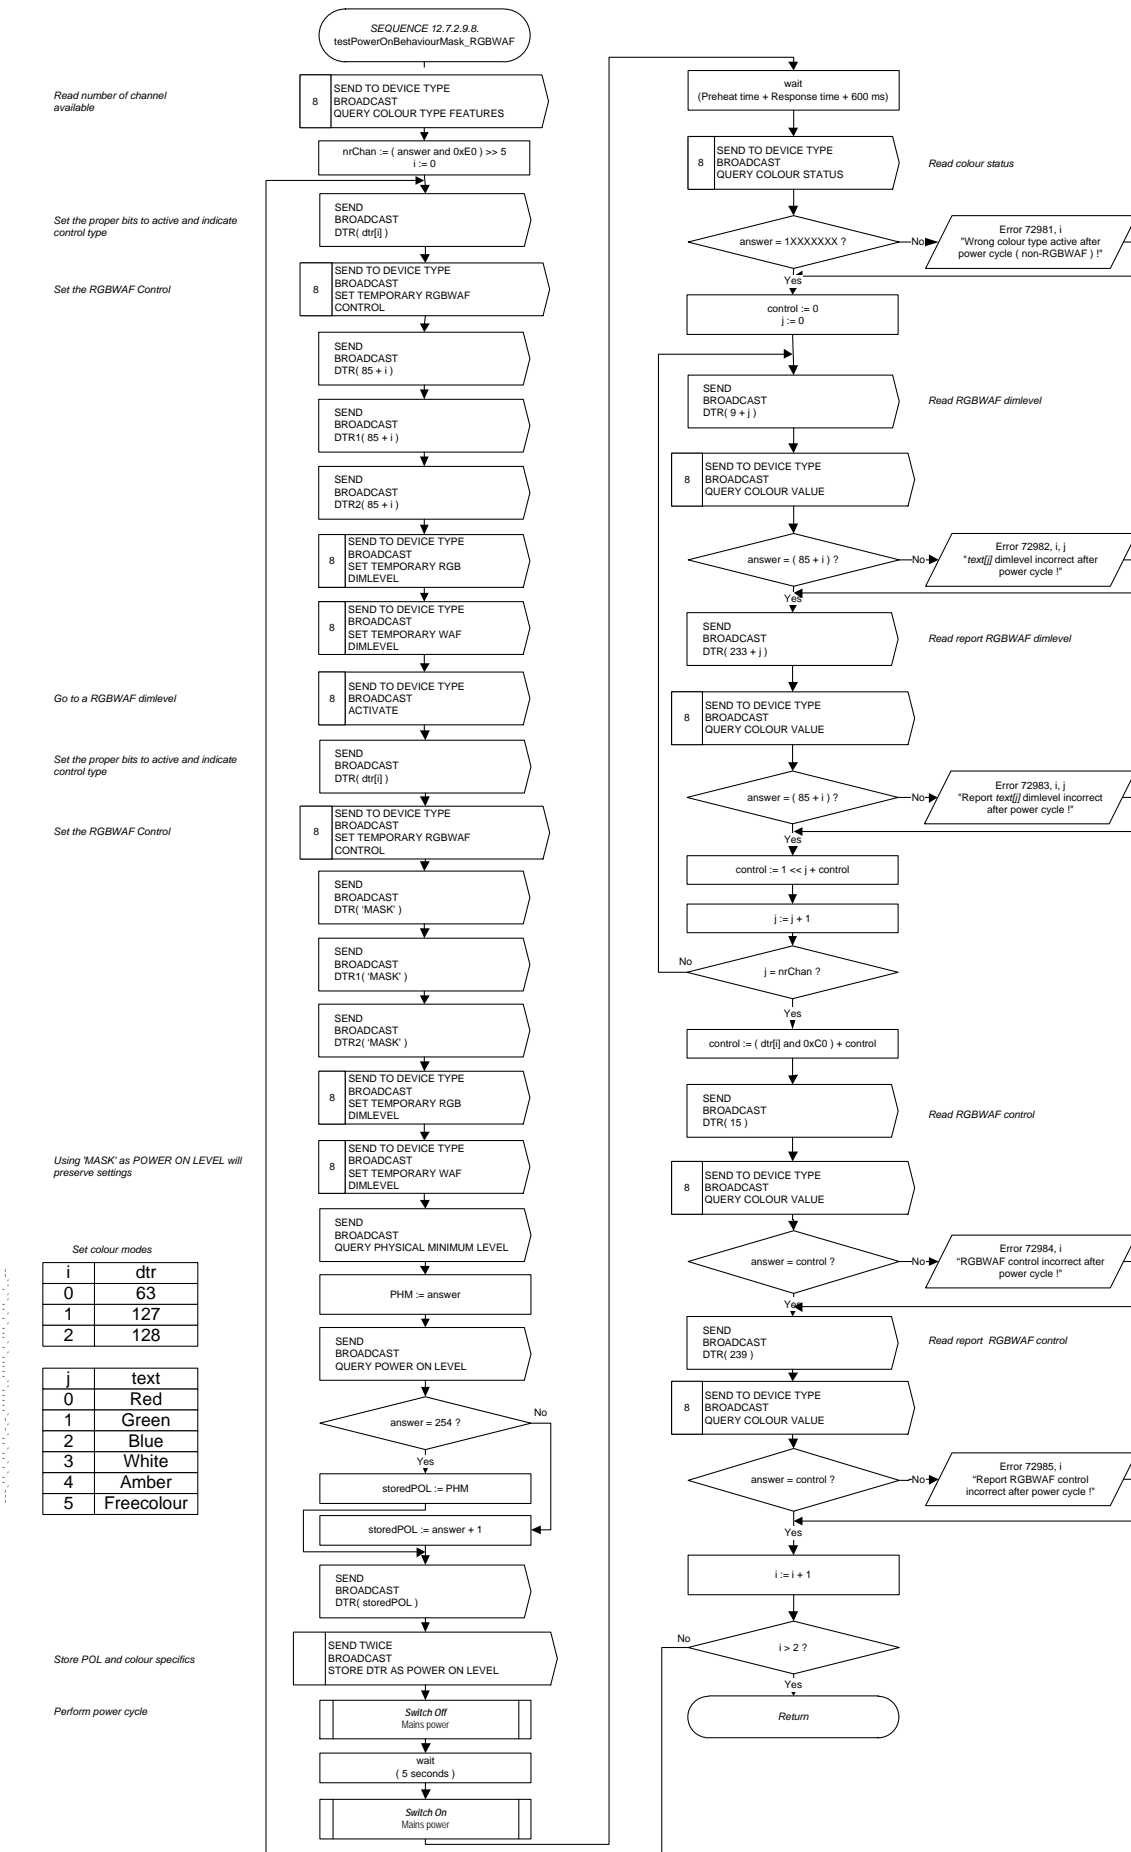 SEQUENCE 12.7.2.9.8.
testPowerOnBehaviourMask_RGBWAF
Read number of channel
available
8
SEND TO DEVICE TYPE
BROADCAST
QUERY COLOUR TYPE FEATURES
nrChan := ( answer and 0xE0 ) >> 5
i := 0
Set the proper bits to active and indicate
control type
SEND
BROADCAST
DTR( dtr[i] )
Set the RGBWAF Control
8
SEND TO DEVICE TYPE
BROADCAST
SET TEMPORARY RGBWAF
CONTROL
SEND
BROADCAST
DTR( 85 + i )
SEND
BROADCAST
DTR1( 85 + i )
SEND
BROADCAST
DTR2( 85 + i )
8
SEND TO DEVICE TYPE
BROADCAST
SET TEMPORARY RGB
DIMLEVEL
8
SEND TO DEVICE TYPE
BROADCAST
SET TEMPORARY WAF
DIMLEVEL
Go to a RGBWAF dimlevel
8
SEND TO DEVICE TYPE
BROADCAST
ACTIVATE
Set the proper bits to active and indicate
control type
SEND
BROADCAST
DTR( dtr[i] )
Set the RGBWAF Control
8
SEND TO DEVICE TYPE
BROADCAST
SET TEMPORARY RGBWAF
CONTROL
SEND
BROADCAST
DTR( 'MASK' )
SEND
BROADCAST
DTR1( 'MASK' )
SEND
BROADCAST
DTR2( 'MASK' )
8
SEND TO DEVICE TYPE
BROADCAST
SET TEMPORARY RGB
DIMLEVEL
Using 'MASK' as POWER ON LEVEL will
preserve settings
8
SEND TO DEVICE TYPE
BROADCAST
SET TEMPORARY WAF
DIMLEVEL
SEND
BROADCAST
QUERY PHYSICAL MINIMUM LEVEL
PHM := answer
SEND
BROADCAST
QUERY POWER ON LEVEL
answer = 254 ?
No
Yes
storedPOL := PHM
storedPOL := answer + 1
SEND
BROADCAST
DTR( storedPOL )
Store POL and colour specifics
SEND TWICE
BROADCAST
STORE DTR AS POWER ON LEVEL
Perform power cycle
Switch Off
Mains power
wait
( 5 seconds )
Switch On
Mains power
Set colour modes
i dtr
0 63
1 127
2 128
j text
0 Red
1 Green
2 Blue
3 White
4 Amber
5 Freecolour
wait
(Preheat time + Response time + 600 ms)
8
SEND TO DEVICE TYPE
BROADCAST
QUERY COLOUR STATUS
Read colour status
answer = 1XXXXXXX ?
No
Error 72981, i
"Wrong colour type active after
power cycle ( non-RGBWAF ) !"
Yes
control := 0
j := 0
SEND
BROADCAST
DTR( 9 + j )
Read RGBWAF dimlevel
8
SEND TO DEVICE TYPE
BROADCAST
QUERY COLOUR VALUE
answer = ( 85 + i ) ?
No
Error 72982, i, j
"text[j] dimlevel incorrect after
power cycle !"
Yes
SEND
BROADCAST
DTR( 233 + j )
Read report RGBWAF dimlevel
8
SEND TO DEVICE TYPE
BROADCAST
QUERY COLOUR VALUE
answer = ( 85 + i ) ?
No
Error 72983, i, j
"Report text[j] dimlevel incorrect
after power cycle !"
Yes
control := 1 << j + control
j := j + 1
No
j = nrChan ?
Yes
control := ( dtr[i] and 0xC0 ) + control
SEND
BROADCAST
DTR( 15 )
Read RGBWAF control
8
SEND TO DEVICE TYPE
BROADCAST
QUERY COLOUR VALUE
answer = control ?
No
Error 72984, i
"RGBWAF control incorrect after
power cycle !"
Yes
SEND
BROADCAST
DTR( 239 )
Read report RGBWAF control
8
SEND TO DEVICE TYPE
BROADCAST
QUERY COLOUR VALUE
answer = control ?
No
Error 72985, i
"Report RGBWAF control
incorrect after power cycle !"
Yes
i := i + 1
No
i > 2 ?
Yes
Return